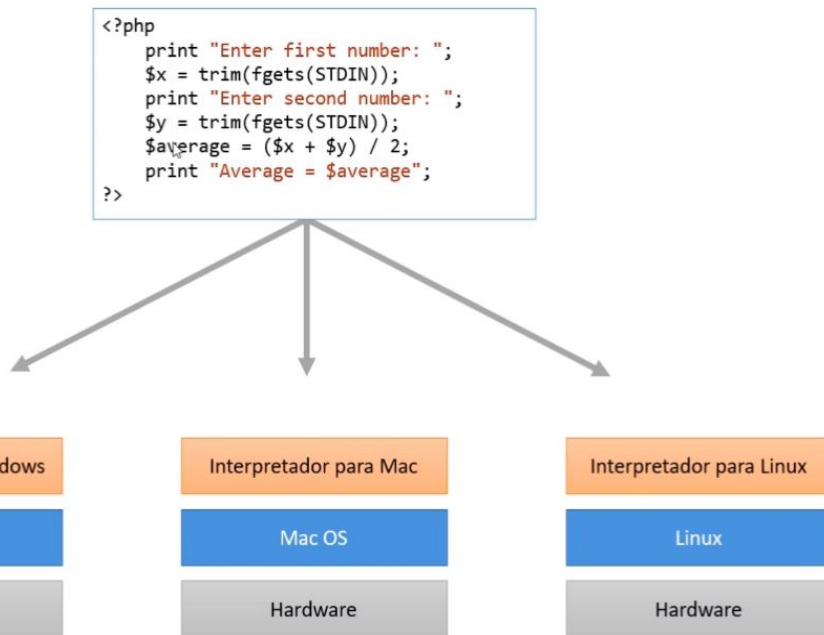 <?php
print "Enter first number: ";
$x = trim(fgets(STDIN));
print "Enter second number: ";
$y = trim(fgets(STDIN));
$average = ($x + $y) / 2;
print "Average = $average";
?>
dows
Interpretador para Mac
Interpretador para Linux
Mac OS
Linux
Hardware
Hardware